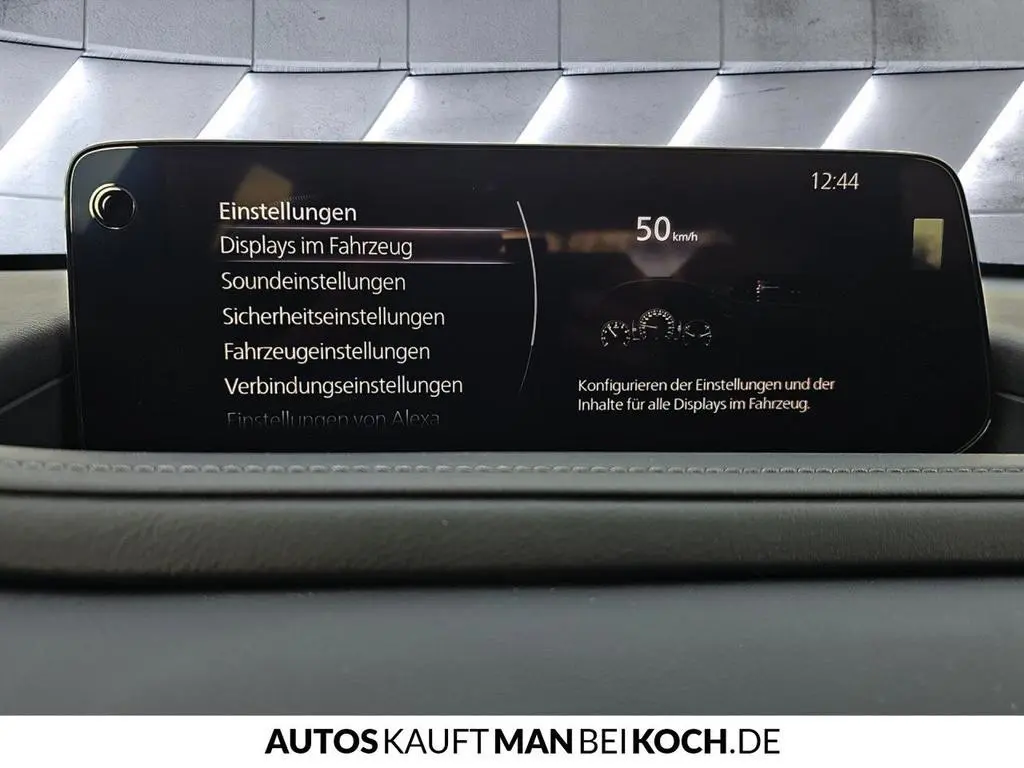 12:44
Einstellungen
Displays im Fahrzeug
Soundeinstellungen
Sicherheitseinstellungen
Fahrzeugeinstellungen
Verbindungseinstellungen
Einstellungen von Alexa
50 km/h
Konfigurieren der Einstellungen und der
Inhalte für alle Displays im Fahrzeug.
AUTOSKAUFTMANBEIKOCH.DE